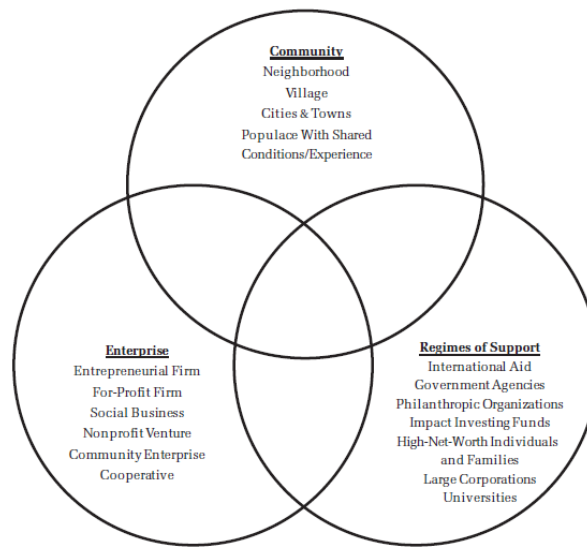 Community
Neighborhood
Village
Cities & Towns
Populace With Shared
Conditions/Experience
Enterprise
Entrepreneurial Firm
For-Profit Firm
Social Business
Nonprofit Venture
Community Enterprise
Cooperative
Regimes of Support
International Aid
Government Agencies
Philanthropic Organizations
Impact Investing Funds
High-Net-Worth Individuals
and Families
Large Corporations
Universities